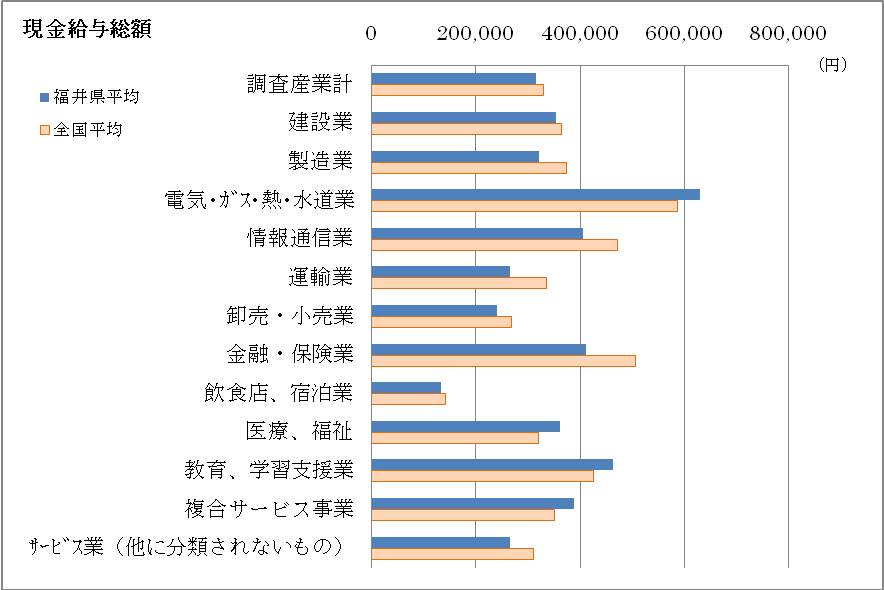 現金給与総額
0 200,000 400,000 600,000 800,000
(円)
福井県平均
全国平均
調査産業計
建設業
製造業
電気・ｶﾞｽ・熱・水道業
情報通信業
運輸業
卸売・小売業
金融・保険業
飲食店、宿泊業
医療、福祉
教育、学習支援業
複合サービス事業
ｻｰﾋﾞｽ業（他に分類されないもの）